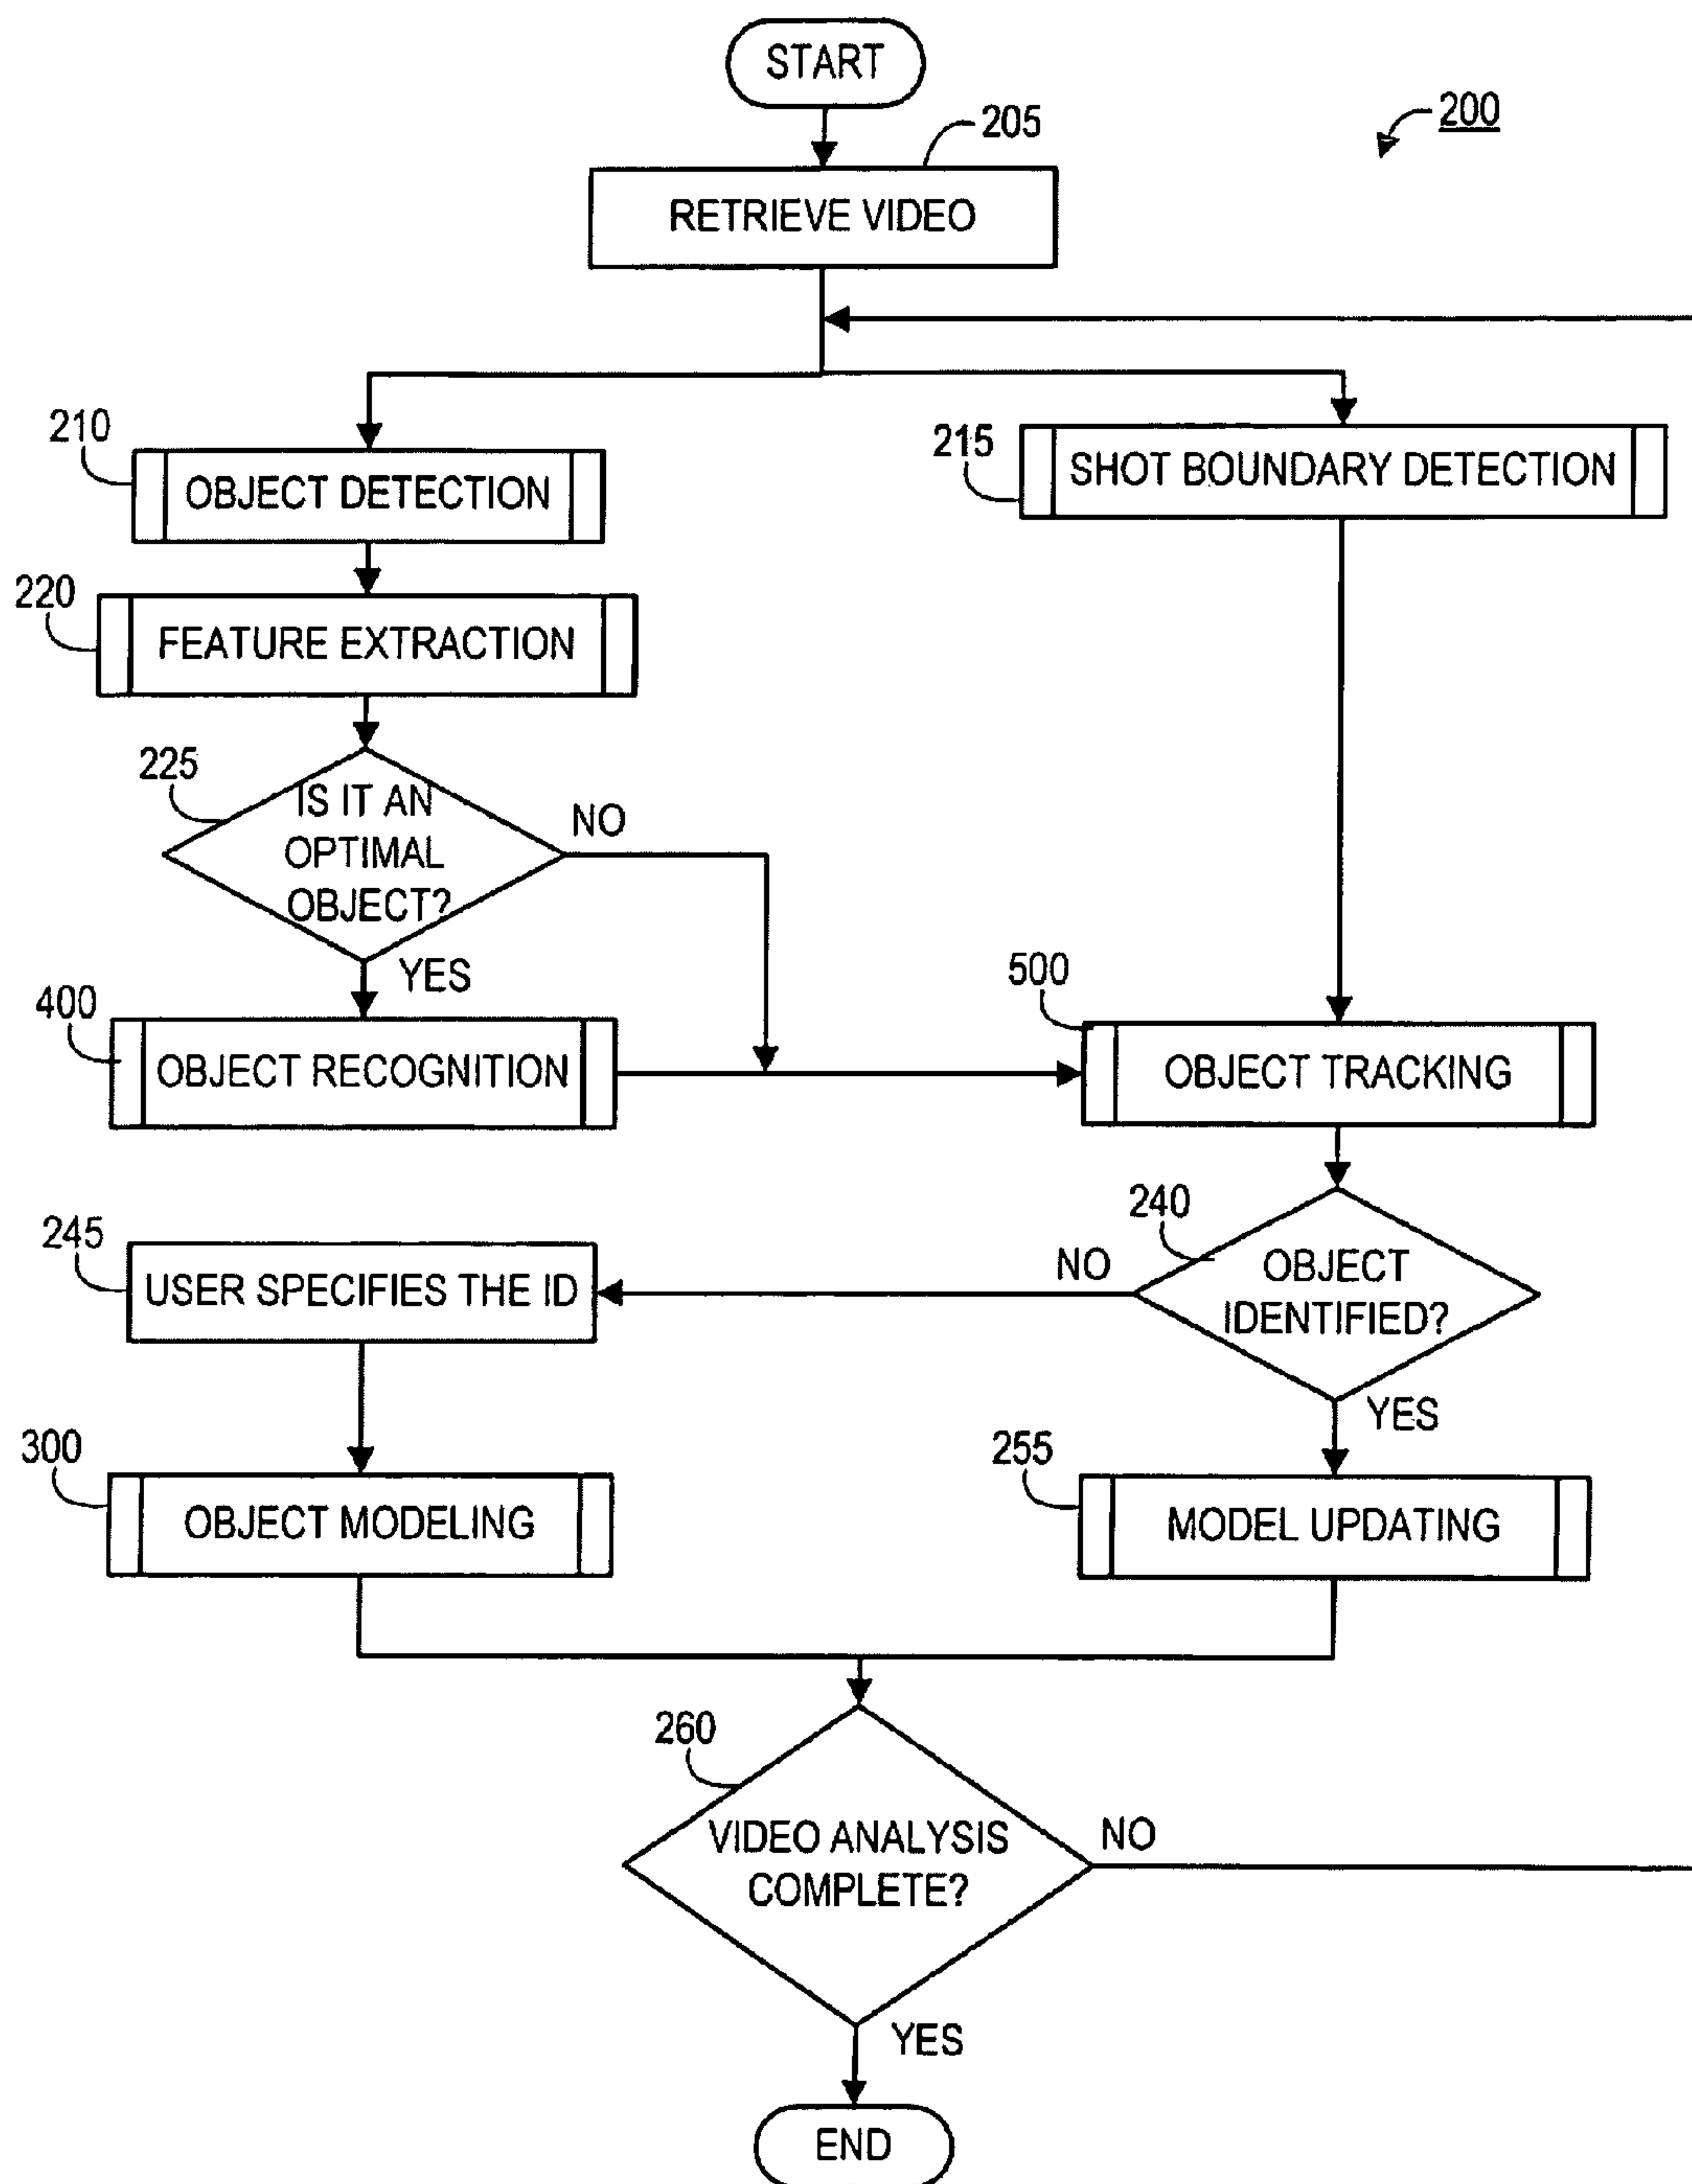 START
200
205
RETRIEVE VIDEO
210
OBJECT DETECTION
215
SHOT BOUNDARY DETECTION
220
FEATURE EXTRACTION
225
IS IT AN
OPTIMAL
OBJECT?
NO
YES
400
OBJECT RECOGNITION
500
OBJECT TRACKING
240
OBJECT
IDENTIFIED?
NO
YES
245
USER SPECIFIES THE ID
300
OBJECT MODELING
255
MODEL UPDATING
260
VIDEO ANALYSIS
COMPLETE?
NO
YES
END